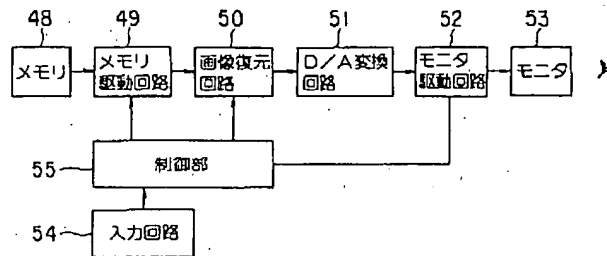 48
49
50
51
52
53
メモリ
メモリ
駆動回路
画像復元
回路
D/A変換
回路
モニタ
駆動回路
モニタ
55
制御部
54
入力回路